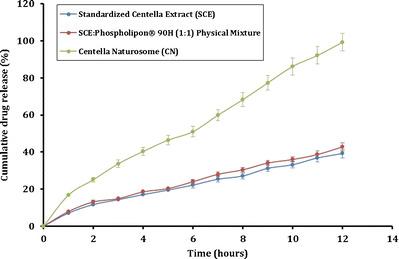 Cumulative drug release (%)
120
100
80
60
40
20
0
Standardized Centella Extract (SCE)
SCE:Phospholipon® 90H (1:1) Physical Mixture
Centella Naturosome (CN)
0 2 4 6 8 10 12 14
Time (hours)